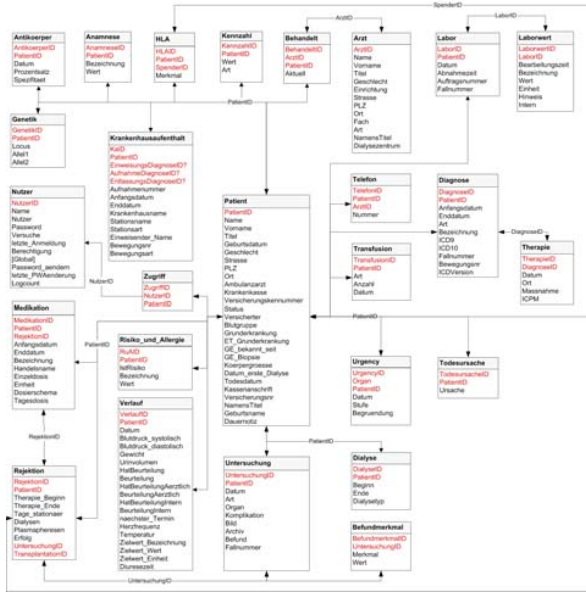 SpenderID
ArztID
LaborID
Antikoerper
AntikoerperID
PatientID
Datum
Prozentsatz
Spezifitaet
Anamnese
AnamneseID
PatientID
Bezeichnung
Wert
HLA
HLAID
PatientID
SpenderID
Merkmal
Kennzahl
KennzahlID
PatientID
Wert
Art
Behandelt
BehandeltID
ArztID
PatientID
Aktuell
Arzt
ArztID
Name
Vorname
Titel
Geschlecht
Einrichtung
Strasse
PLZ
Ort
Fach
Art
NamensTitel
Dialysezentrum
Labor
LaborID
PatientID
Datum
Abnahmezeit
Auftragsnummer
Fallnummer
Laborwert
LaborwertID
LaborID
Bearbeitungszeit
Bezeichnung
Wert
Einheit
Hinweis
Intern
PatientID
Genetik
GenetikID
PatientID
Locus
Allel1
Allel2
Krankenhausaufenthalt
KaID
PatientID
EinweisungsDiagnoseID?
AufnahmeDiagnoseID?
EntlassungsDiagnoseID?
Aufnahmenummer
Anfangsdatum
Enddatum
Krankenhausname
Stationsname
Stationsart
Einweisender_Name
Bewegungsnr
Bewegungsart
Nutzer
NutzerID
Name
Nutzer
Password
Versuche
letzte_Anmeldung
Berechtigung
[Global]
Password_aendern
letzte_PWAenderung
Logcount
NutzerID
Zugriff
ZugriffID
NutzerID
PatientID
Patient
PatientID
Name
Vorname
Titel
Geburtsdatum
Geschlecht
Strasse
PLZ
Ort
Ambulanzarzt
Krankenkasse
Versicherungskennummer
Status
Versicherter
Blutgruppe
Grunderkrankung
ET_Grunderkrankung
GE_bekannt_seit
GE_Biopsie
Koerpergroesse
Datum_erste_Dialyse
Todesdatum
Kassenanschrift
Versicherungsnr
NamensTitel
Geburtsname
Dauernotiz
Telefon
TelefonID
PatientID
ArztID
Nummer
Diagnose
DiagnoseID
PatientID
Anfangsdatum
Enddatum
Art
Bezeichnung
ICD9
ICD10
Fallnummer
Bewegungsnr
ICDVersion
DiagnoseID
Transfusion
TransfusionID
PatientID
Art
Anzahl
Datum
Therapie
TherapieID
DiagnoseID
Datum
Ort
Massnahme
ICPM
Medikation
MedikationID
PatientID
RejektionID
Anfangsdatum
Enddatum
Bezeichnung
Handelsname
Einzeldosis
Einheit
Dosierschema
Tagesdosis
PatientID
Risiko_und_Allergie
RuAID
PatientID
IstRisiko
Bezeichnung
Wert
PatientID
Urgency
UrgencyID
Organ
PatientID
Datum
Stufe
Begruendung
Todesursache
TodesursacheID
PatientID
Ursache
Verlauf
VerlaufID
PatientID
Datum
Blutdruck_systolisch
Blutdruck_diastolisch
Gewicht
Urinvolumen
HatBeurteilung
Beurteilung
HatBeurteilungAerztlich
BeurteilungAerztlich
HatBeurteilungIntern
BeurteilungIntern
naechster_Termin
Herzfrequenz
Temperatur
Zielwert_Bezeichnung
Zielwert_Wert
Zielwert_Einheit
Diuresezeit
RejektionID
PatientID
Rejektion
RejektionID
PatientID
Therapie_Beginn
Therapie_Ende
Tage_stationaer
Dialysen
Plasmapheresen
Erfolg
UntersuchungID
TransplantationID
Untersuchung
UntersuchungID
PatientID
Datum
Art
Organ
Komplikation
Bild
Archiv
Befund
Fallnummer
Dialyse
DialyseID
PatientID
Beginn
Ende
Dialysetyp
Befundmerkmal
BefundmerkmalID
UntersuchungID
Merkmal
Wert
UntersuchungID